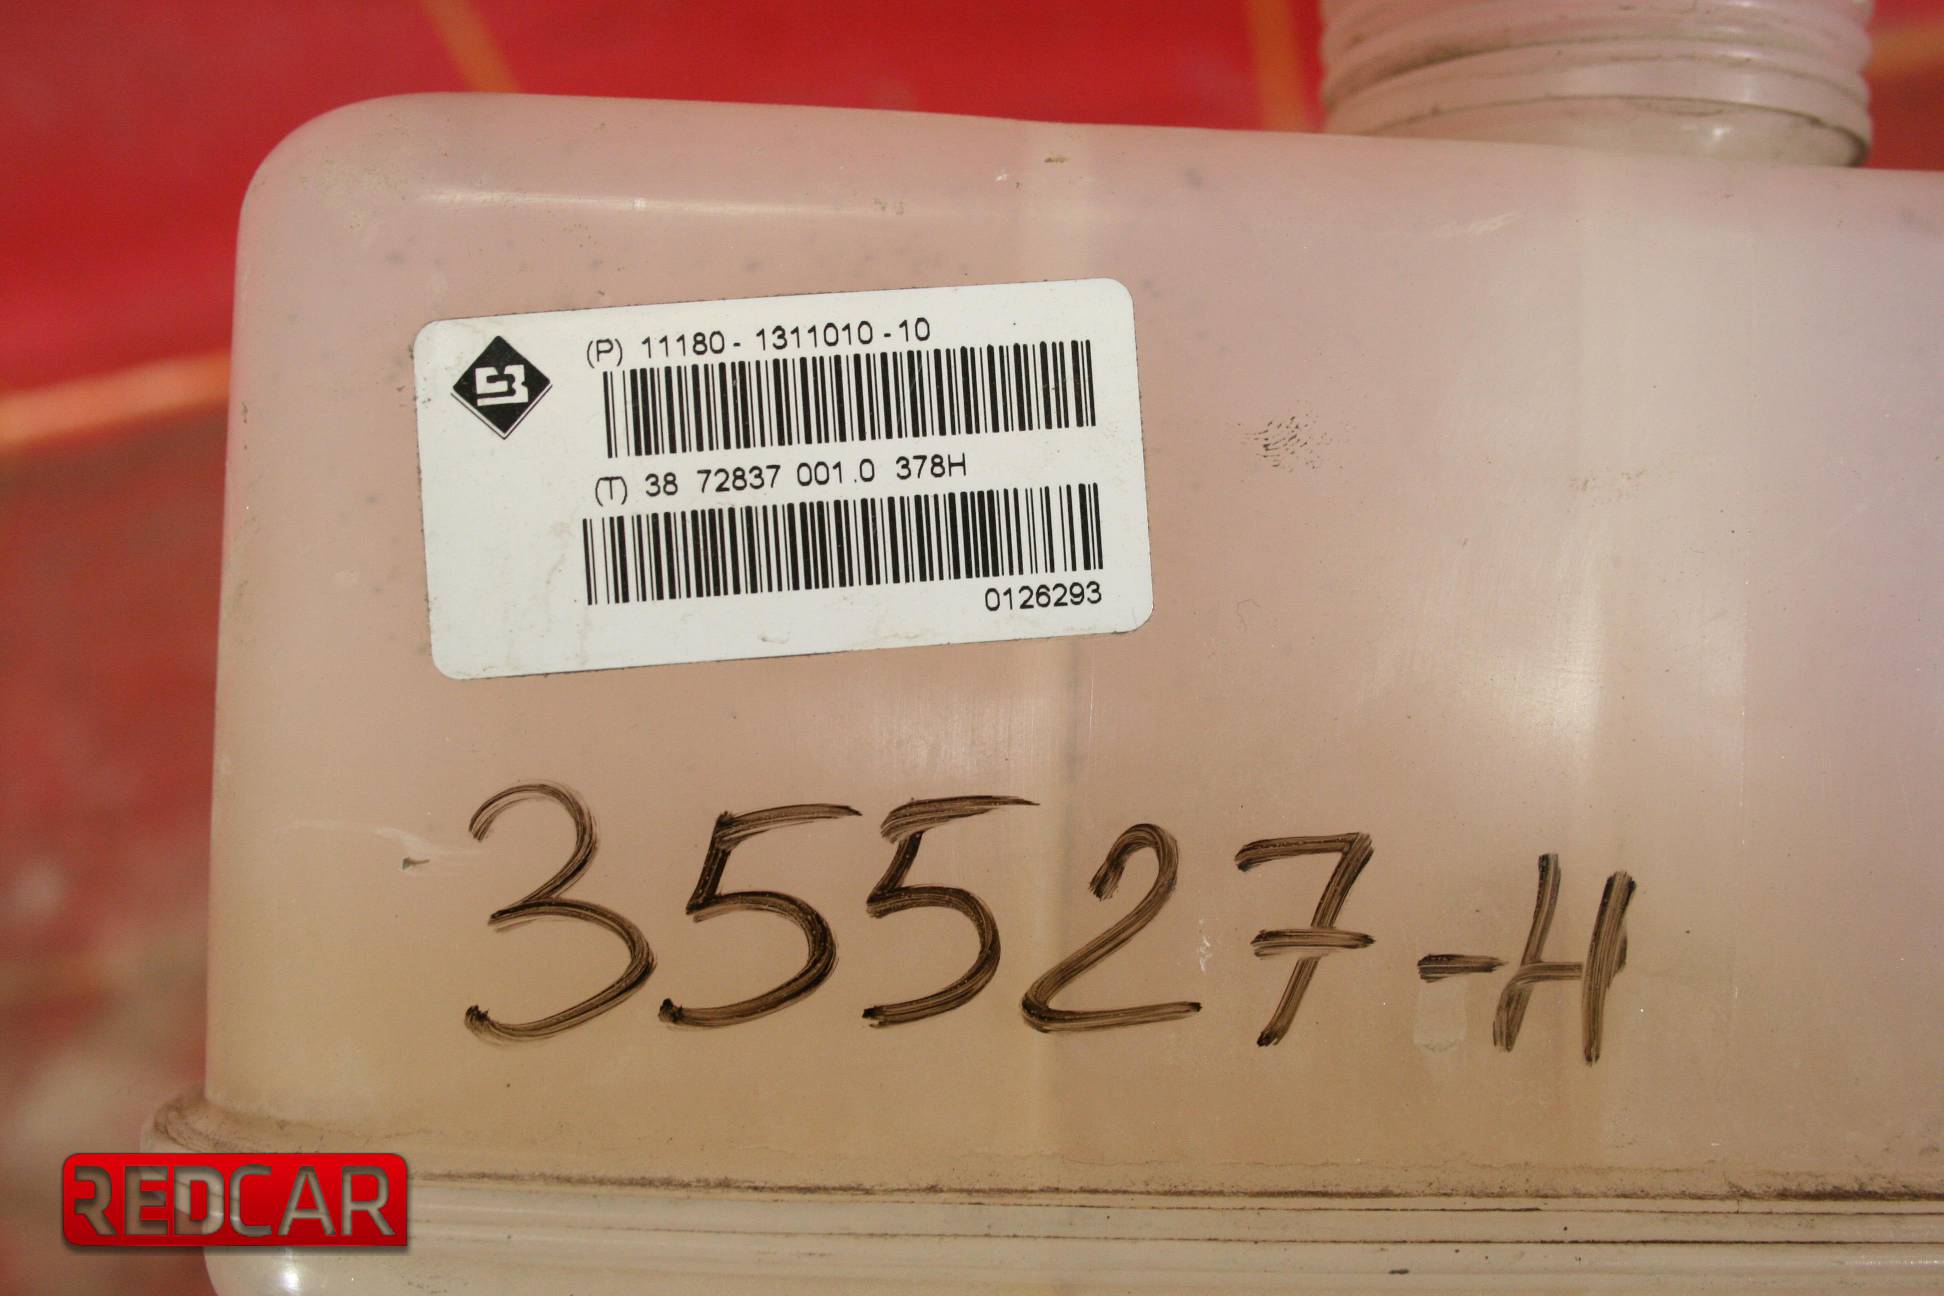 (P) 11180 - 1311010 - 10
(T) 38 72837 001.0 378H
0126293
35527-H
REDCAR